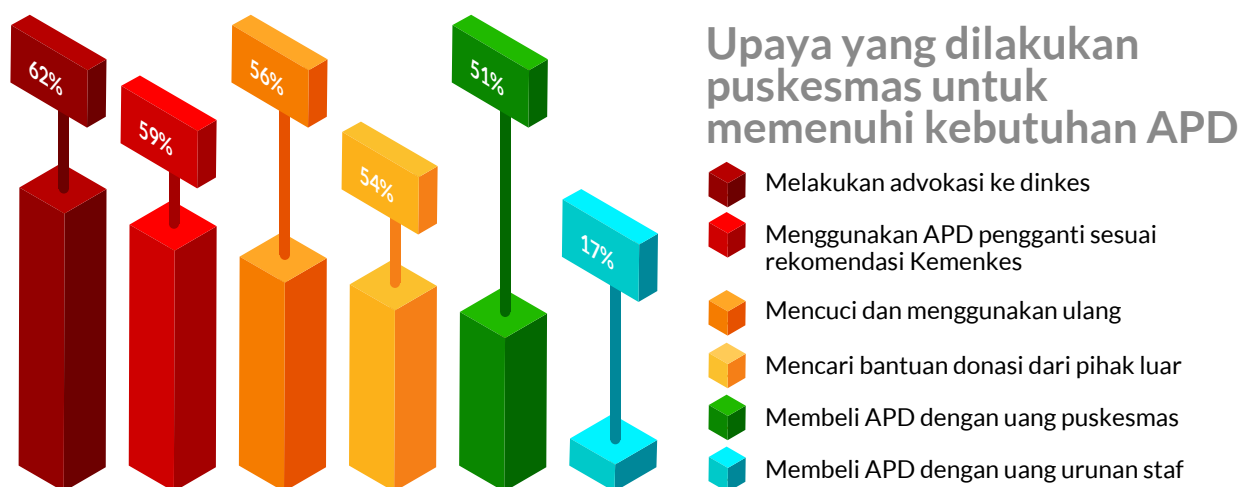 62%
59%
56%
54%
51%
17%
Upaya yang dilakukan
puskesmas untuk
memenuhi kebutuhan APD
Melakukan advokasi ke dinkes
Menggunakan APD pengganti sesuai
rekomendasi Kemenkes
Mencuci dan menggunakan ulang
Mencari bantuan donasi dari pihak luar
Membeli APD dengan uang puskesmas
Membeli APD dengan uang urunan staf